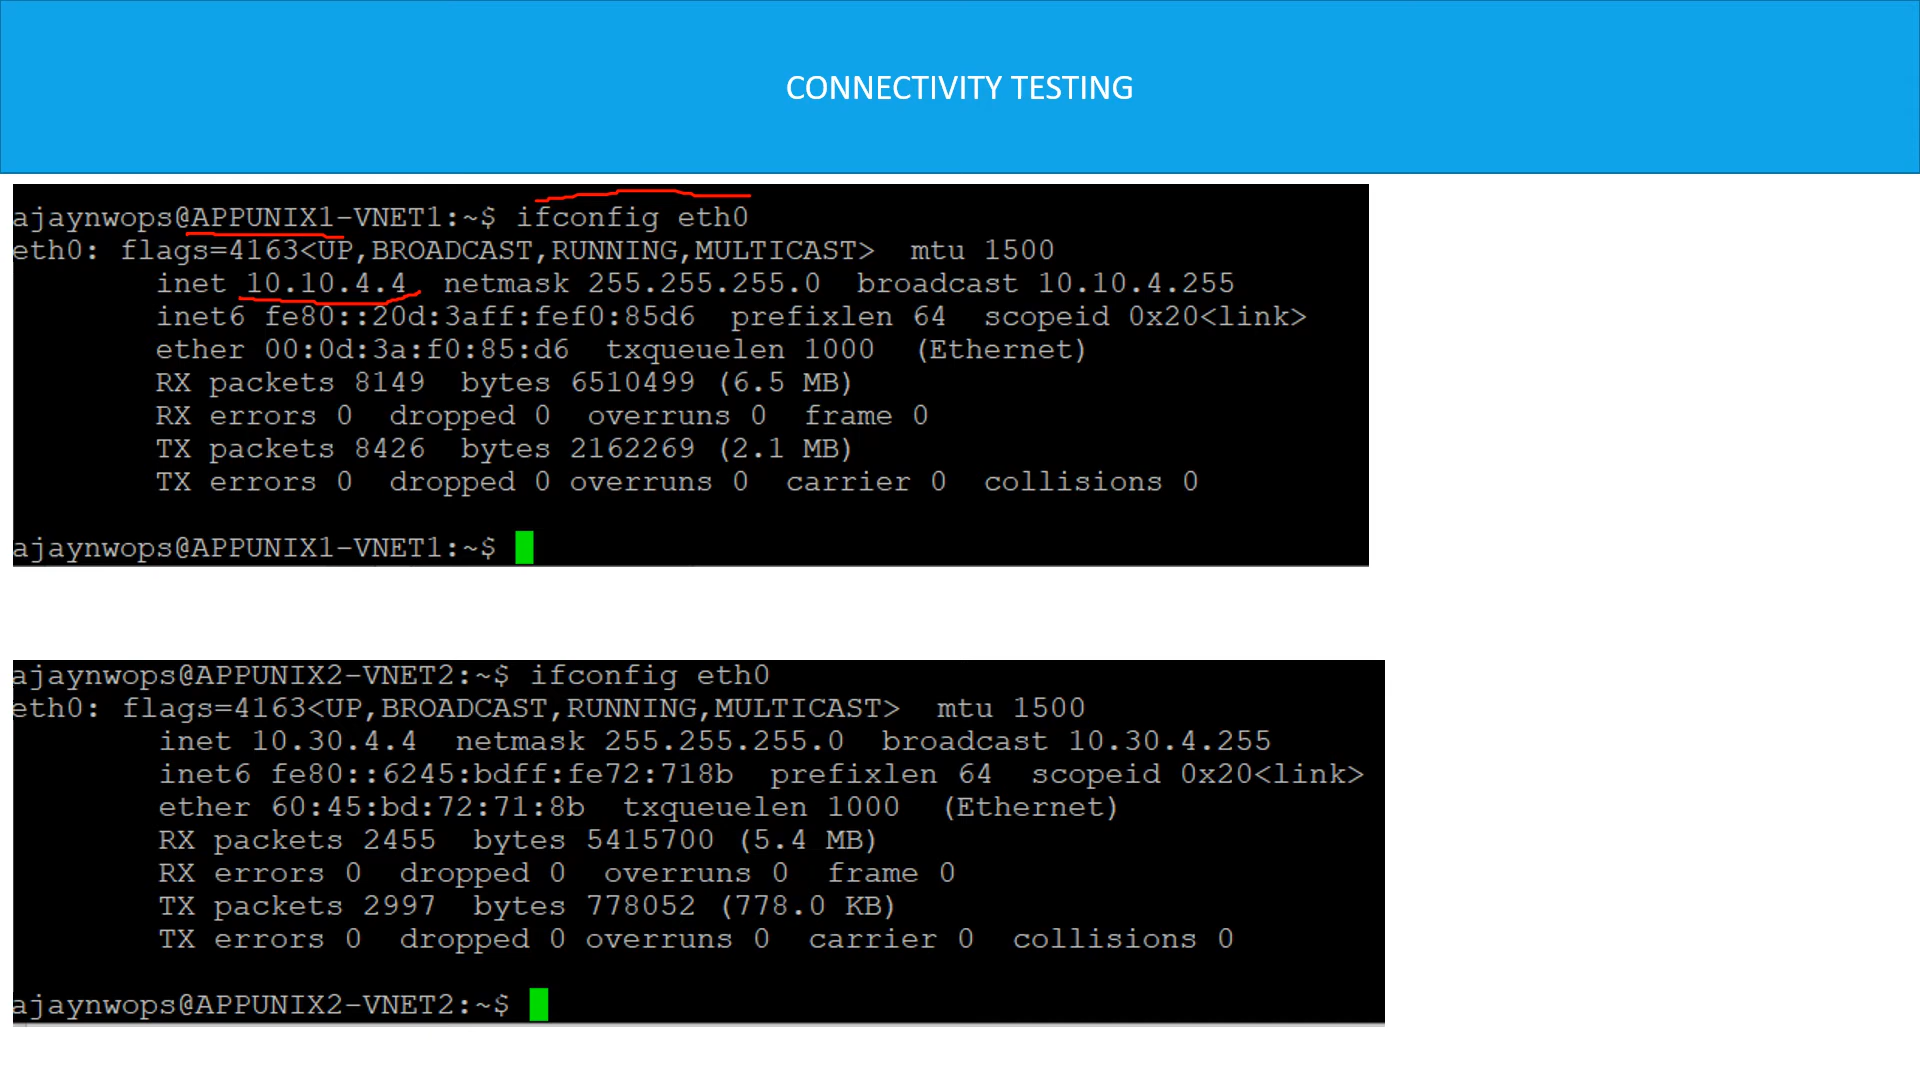 CONNECTIVITY TESTING
ajaynwops@APPUNIX1-VNET1:~$ ifconfig eth0
eth0: flags=4163<UP,BROADCAST,RUNNING,MULTICAST>  mtu 1500
        inet 10.10.4.4  netmask 255.255.255.0  broadcast 10.10.4.255
        inet6 fe80::20d:3aff:fef0:85d6  prefixlen 64  scopeid 0x20<link>
        ether 00:0d:3a:f0:85:d6  txqueuelen 1000  (Ethernet)
        RX packets 8149  bytes 6510499 (6.5 MB)
        RX errors 0  dropped 0  overruns 0  frame 0
        TX packets 8426  bytes 2162269 (2.1 MB)
        TX errors 0  dropped 0 overruns 0  carrier 0  collisions 0
ajaynwops@APPUNIX1-VNET1:~$
ajaynwops@APPUNIX2-VNET2:~$ ifconfig eth0
eth0: flags=4163<UP,BROADCAST,RUNNING,MULTICAST>  mtu 1500
        inet 10.30.4.4  netmask 255.255.255.0  broadcast 10.30.4.255
        inet6 fe80::6245:bdff:fe72:718b  prefixlen 64  scopeid 0x20<link>
        ether 60:45:bd:72:71:8b  txqueuelen 1000  (Ethernet)
        RX packets 2455  bytes 5415700 (5.4 MB)
        RX errors 0  dropped 0  overruns 0  frame 0
        TX packets 2997  bytes 778052 (778.0 KB)
        TX errors 0  dropped 0 overruns 0  carrier 0  collisions 0
ajaynwops@APPUNIX2-VNET2:~$